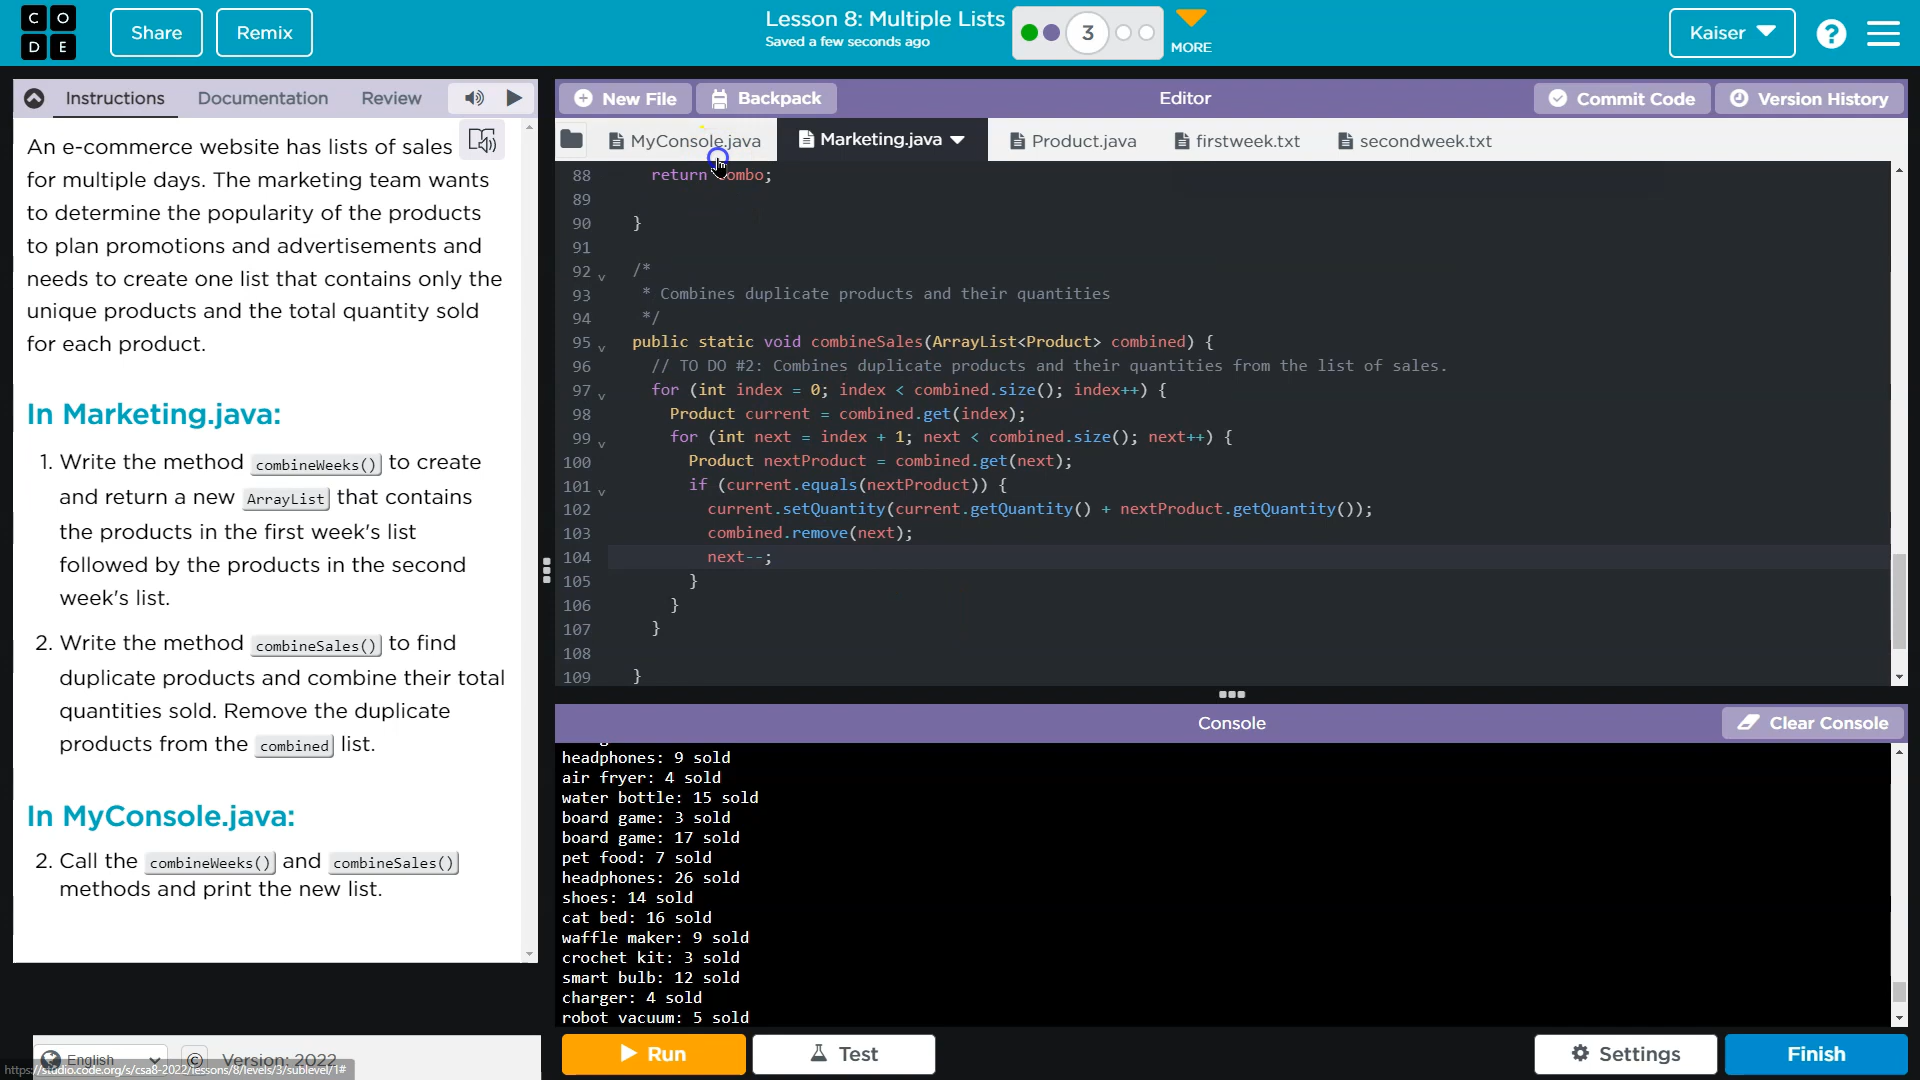 C O
D E
Share
Remix
Lesson 8: Multiple Lists
Saved a few seconds ago
3
MORE
Kaiser
?
Instructions
Documentation
Review
An e-commerce website has lists of sales
for multiple days. The marketing team wants
to determine the popularity of the products
to plan promotions and advertisements and
needs to create one list that contains only the
unique products and the total quantity sold
for each product.
In Marketing.java:
1. Write the method combineWeeks() to create
and return a new ArrayList that contains
the products in the first week's list
followed by the products in the second
week's list.
2. Write the method combineSales() to find
duplicate products and combine their total
quantities sold. Remove the duplicate
products from the combined list.
In MyConsole.java:
2. Call the combineWeeks() and combineSales()
methods and print the new list.
English
© Version: 2022
https://studio.code.org/s/csa8-2022/lessons/8/levels/3/sublevel/1#
New File
Backpack
Editor
Commit Code
Version History
MyConsole.java
Marketing.java
Product.java
firstweek.txt
secondweek.txt
88 return combo;
89
90 }
91
92 /*
93 * Combines duplicate products and their quantities
94 */
95 public static void combineSales(ArrayList<Product> combined) {
96 // TO DO #2: Combines duplicate products and their quantities from the list of sales.
97 for (int index = 0; index < combined.size(); index++) {
98 Product current = combined.get(index);
99 for (int next = index + 1; next < combined.size(); next++) {
100 Product nextProduct = combined.get(next);
101 if (current.equals(nextProduct)) {
102 current.setQuantity(current.getQuantity() + nextProduct.getQuantity());
103 combined.remove(next);
104 next--;
105 }
106 }
107 }
108
109 }
Console
Clear Console
headphones: 9 sold
air fryer: 4 sold
water bottle: 15 sold
board game: 3 sold
board game: 17 sold
pet food: 7 sold
headphones: 26 sold
shoes: 14 sold
cat bed: 16 sold
waffle maker: 9 sold
crochet kit: 3 sold
smart bulb: 12 sold
charger: 4 sold
robot vacuum: 5 sold
Run
Test
Settings
Finish